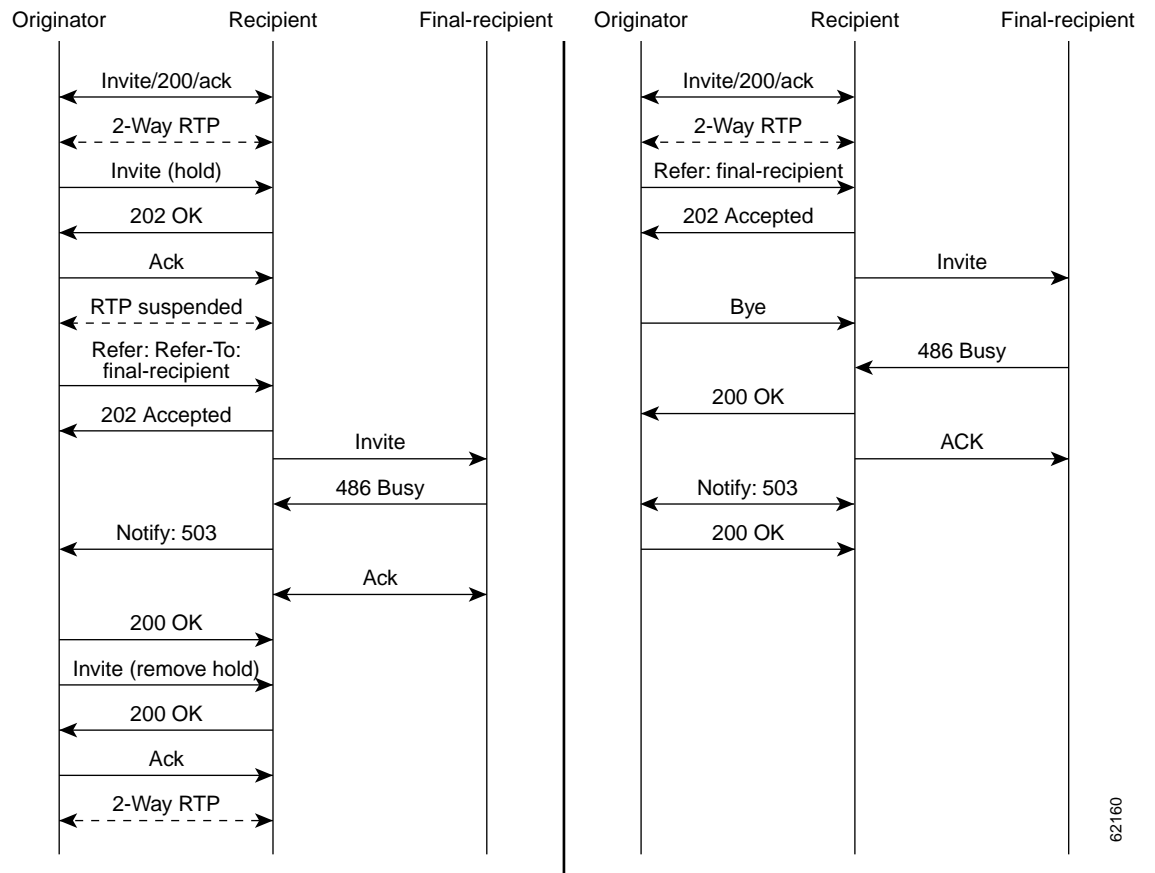 Originator Recipient Final-recipient
Invite/200/ack
2-Way RTP
Invite (hold)
202 OK
Ack
RTP suspended
Refer: Refer-To:
final-recipient
202 Accepted
Invite
486 Busy
Notify: 503
Ack
200 OK
Invite (remove hold)
200 OK
Ack
2-Way RTP
Originator Recipient Final-recipient
Invite/200/ack
2-Way RTP
Refer: final-recipient
202 Accepted
Invite
Bye
486 Busy
200 OK
ACK
Notify: 503
200 OK
62160